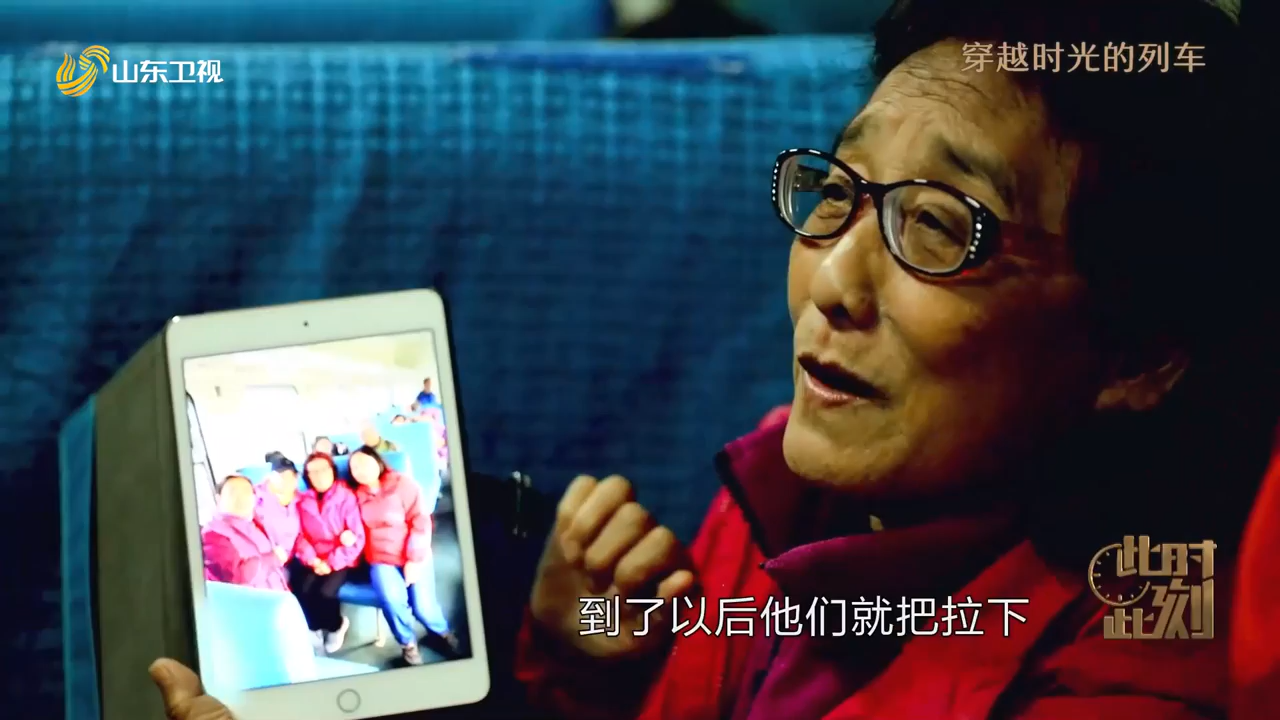 山东卫视
穿越时光的列车
此时
此刻
到了以后他们就把拉下